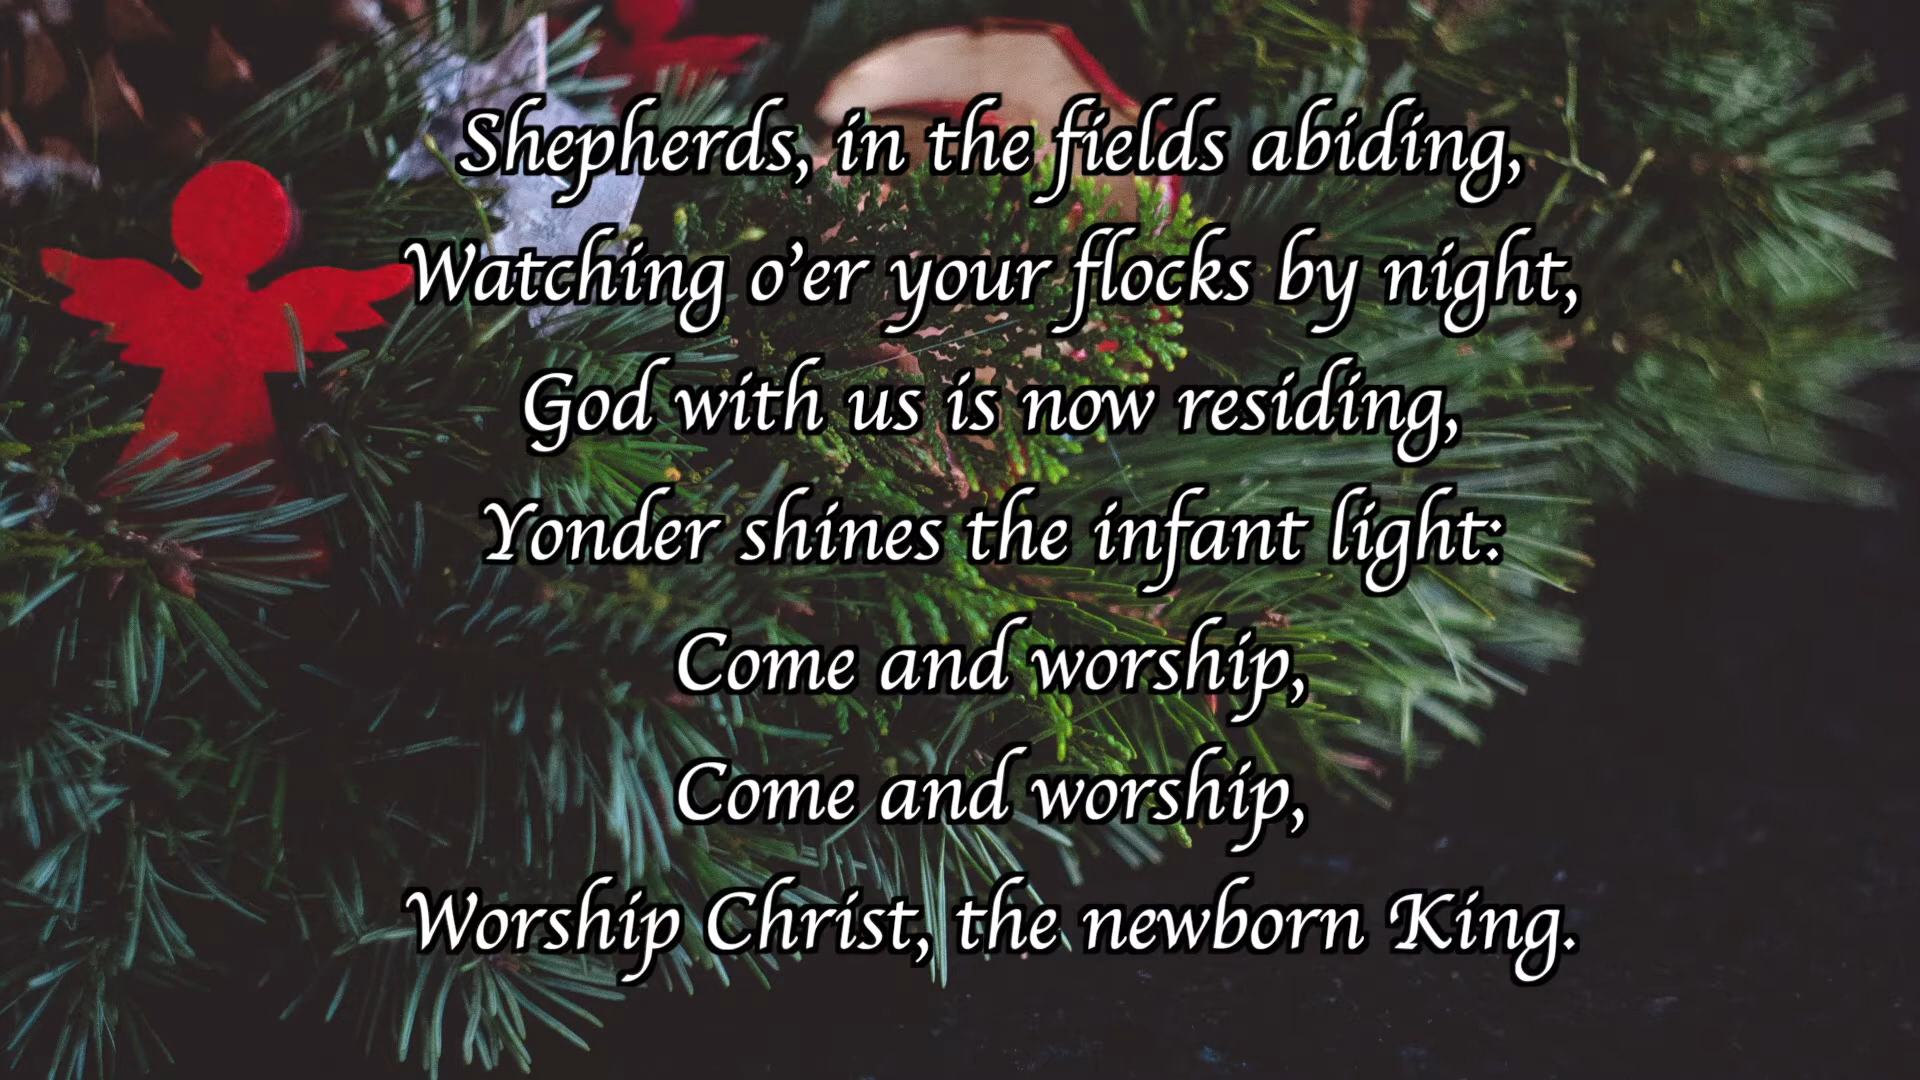 Shepherds, in the fields abiding,
Watching o’er your flocks by night,
God with us is now residing,
Yonder shines the infant light:
Come and worship,
Come and worship,
Worship Christ, the newborn King.